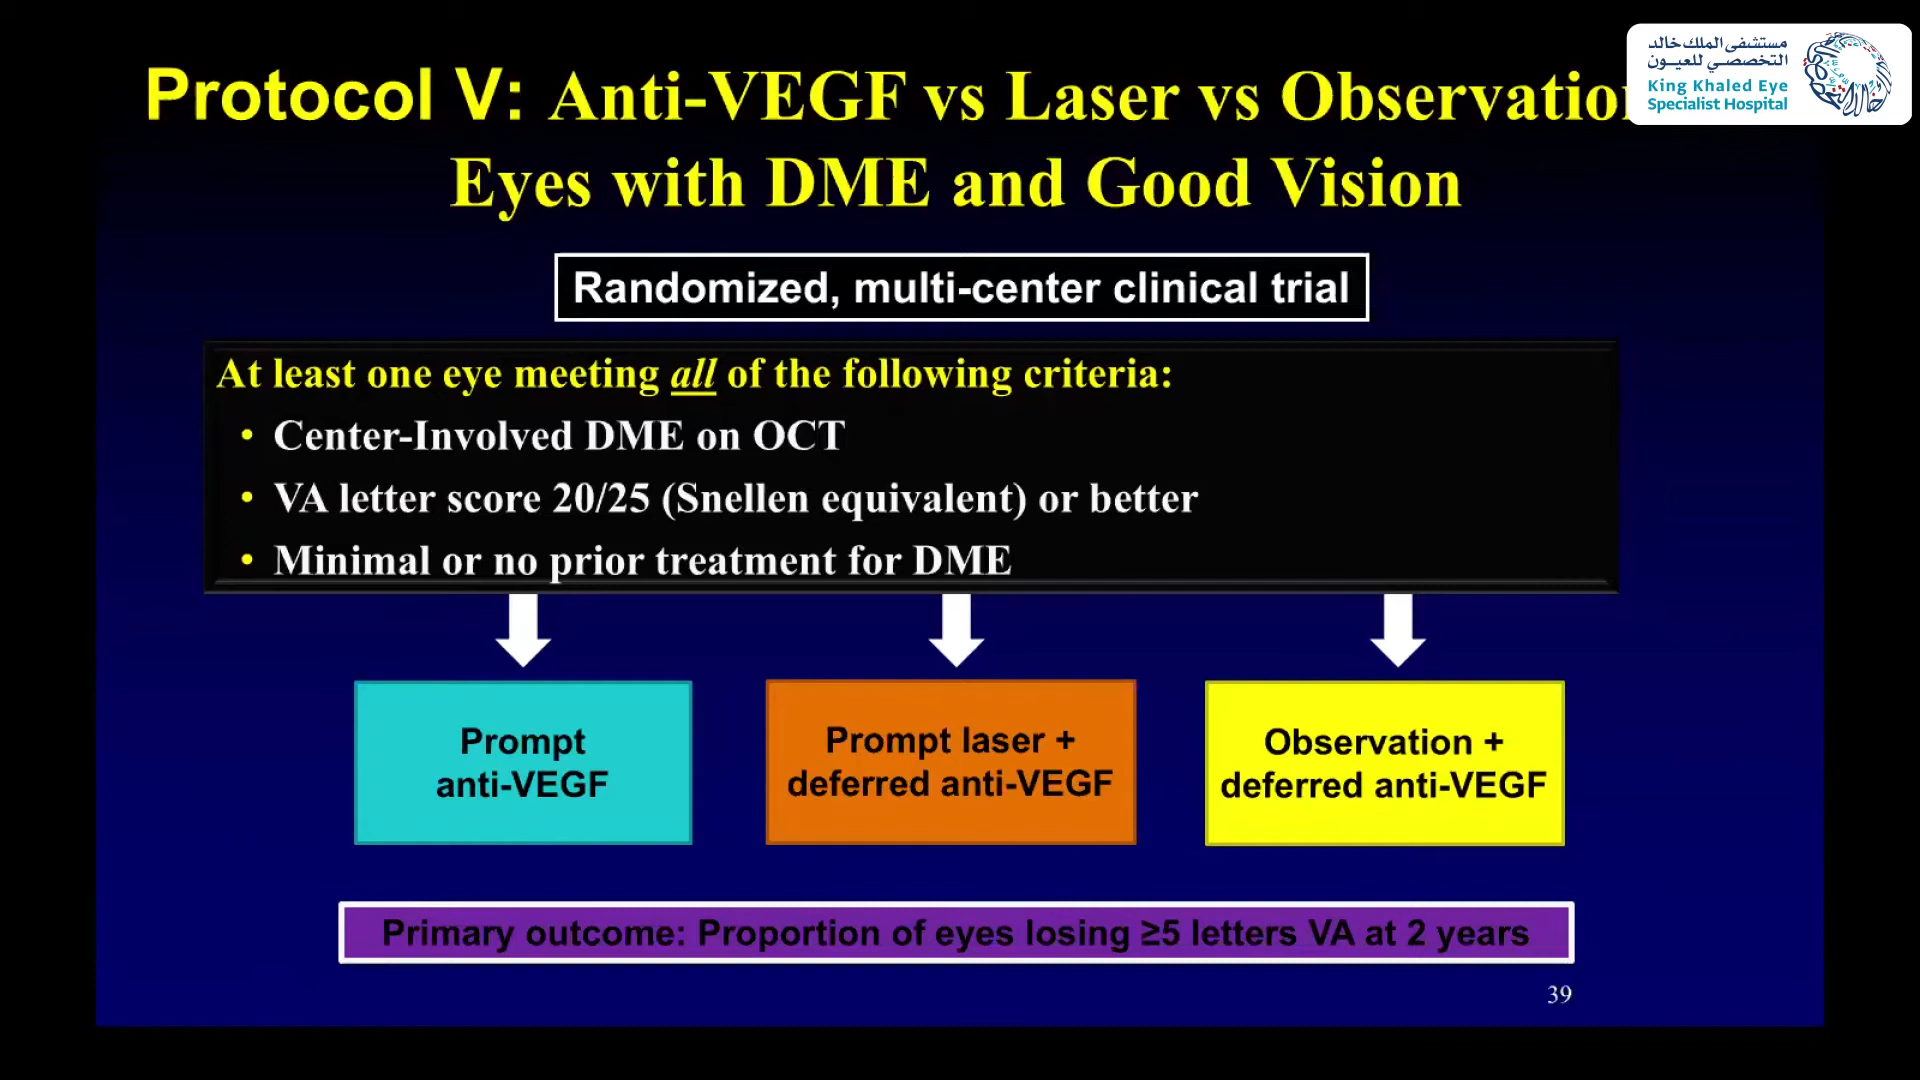 Protocol V: Anti-VEGF vs Laser vs Observation
Eyes with DME and Good Vision
مستشفى الملك خالد
التخصصي للعيون
King Khaled Eye
Specialist Hospital
Randomized, multi-center clinical trial
At least one eye meeting all of the following criteria:
• Center-Involved DME on OCT
• VA letter score 20/25 (Snellen equivalent) or better
• Minimal or no prior treatment for DME
Prompt
anti-VEGF
Prompt laser +
deferred anti-VEGF
Observation +
deferred anti-VEGF
Primary outcome: Proportion of eyes losing ≥5 letters VA at 2 years
39